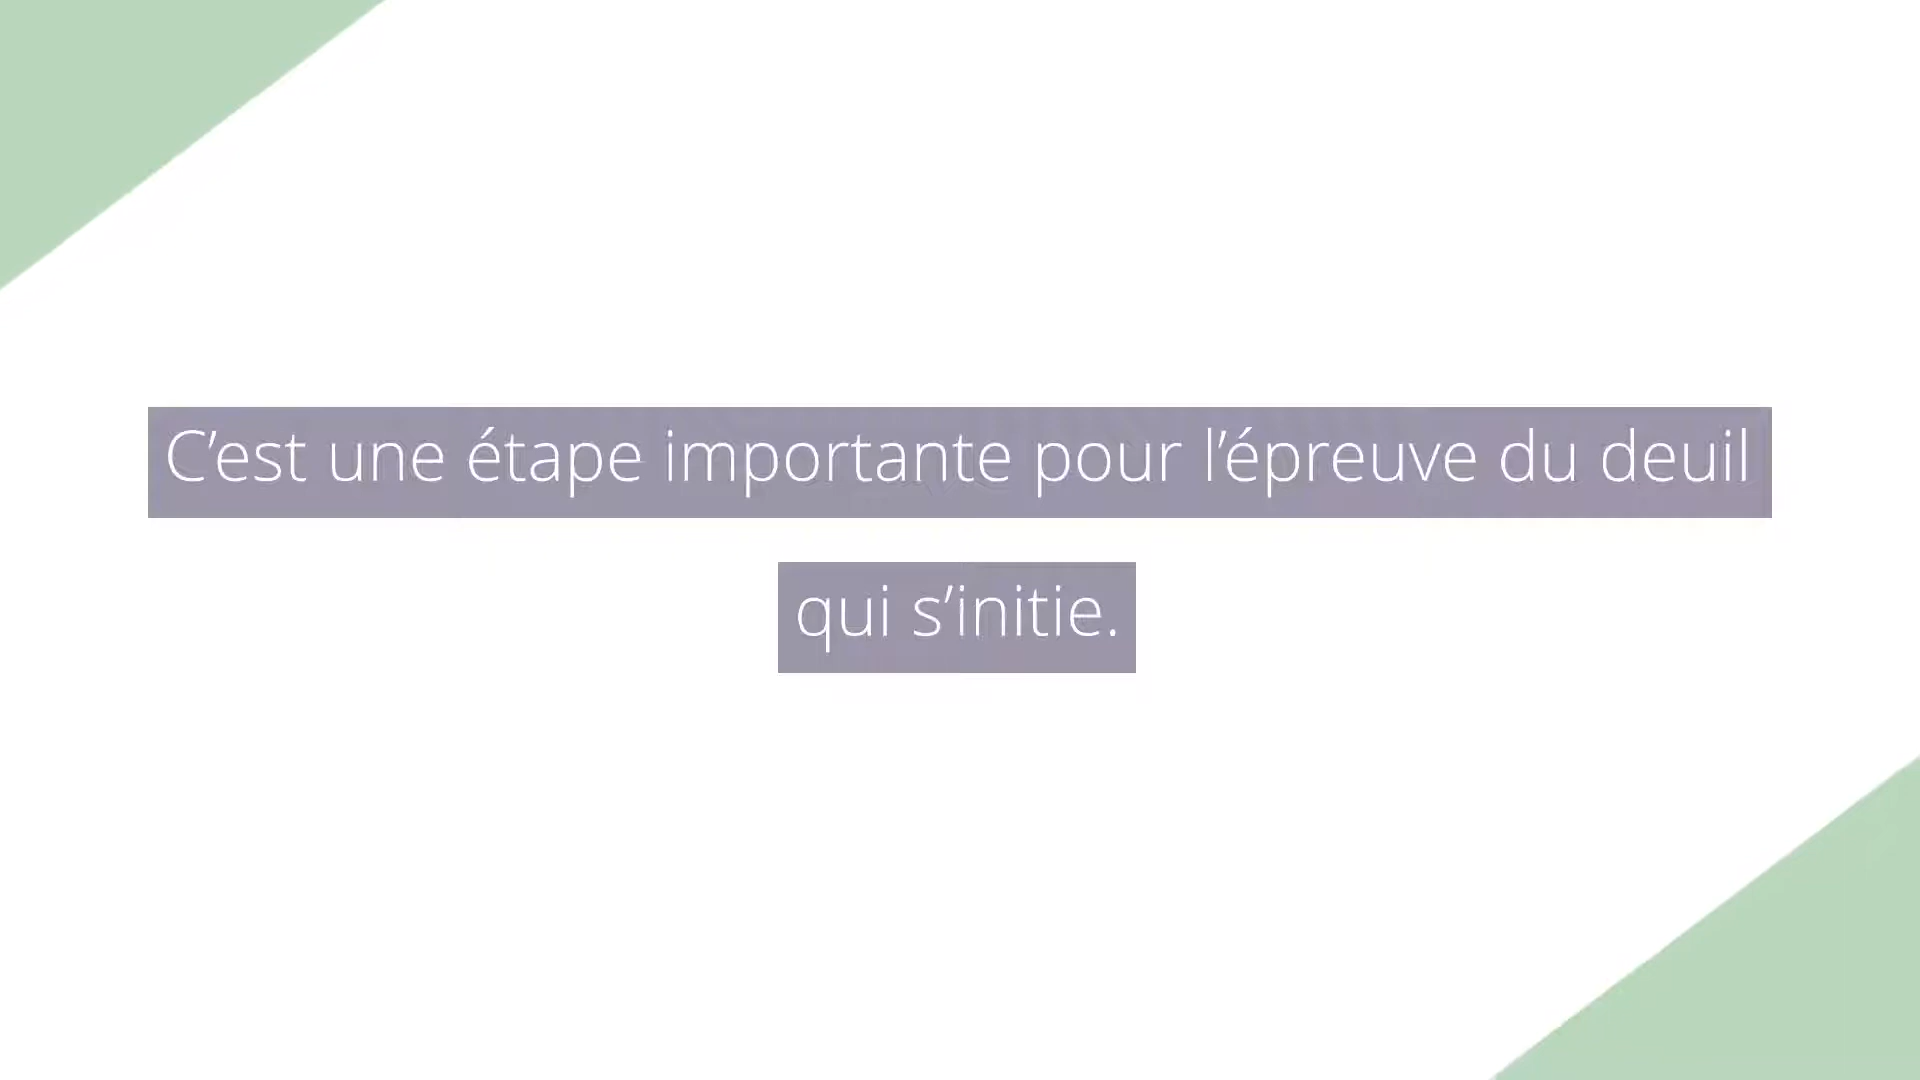 C’est une étape importante pour l’épreuve du deuil
qui s’initie.